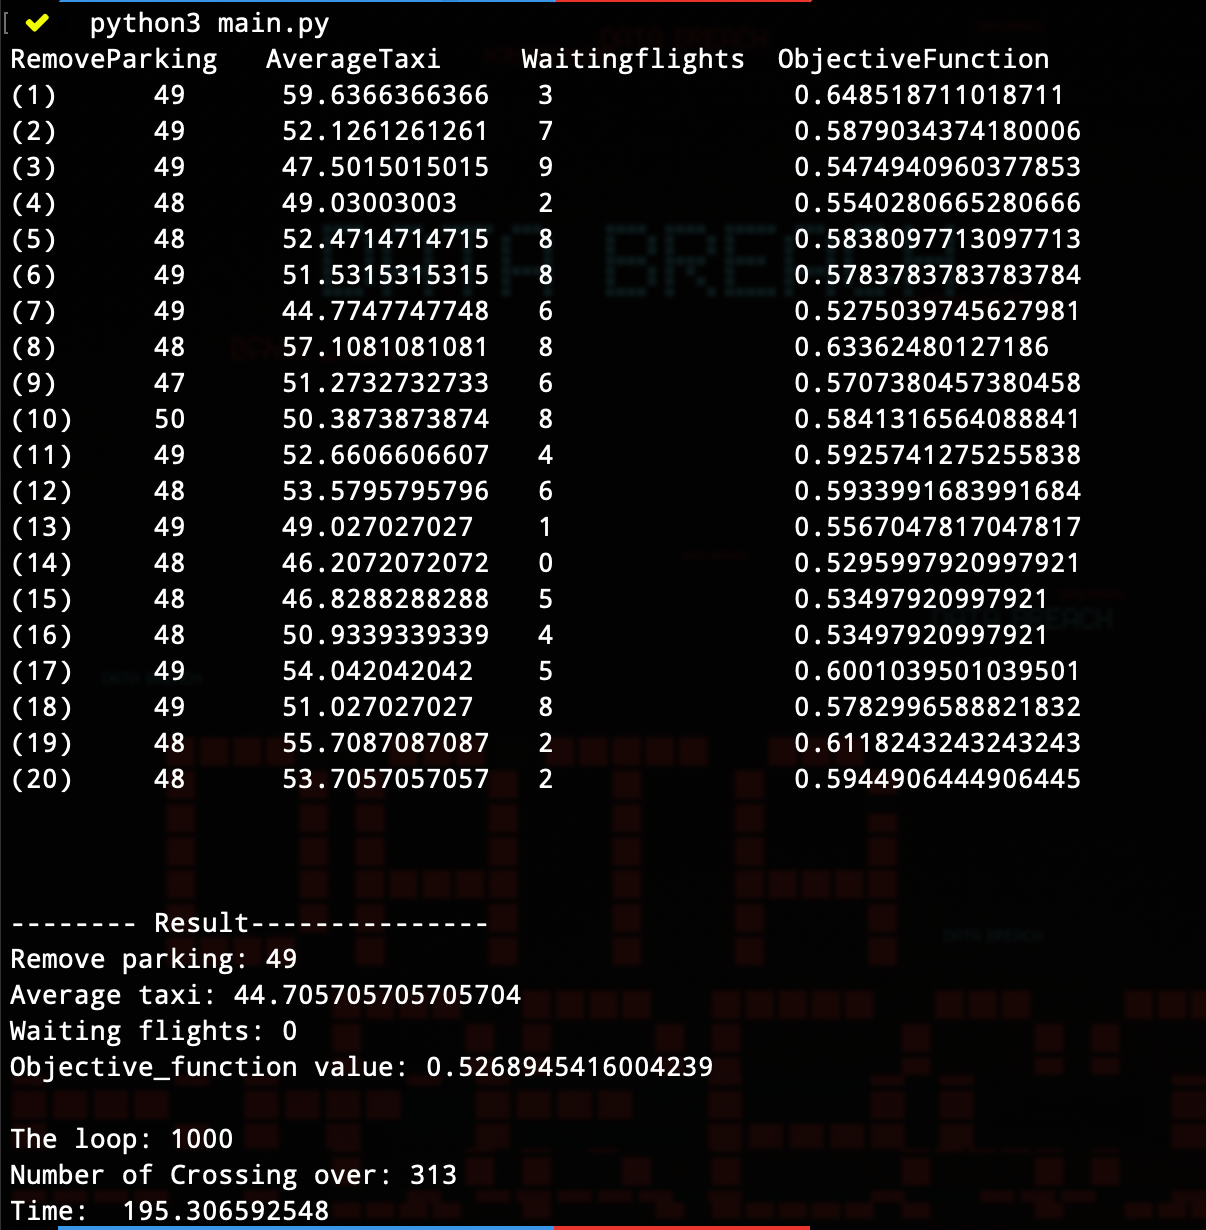 [ ✔ python3 main.py
RemoveParking AverageTaxi Waitingflights ObjectiveFunction
(1) 49 59.6366366366 3 0.648518711018711
(2) 49 52.1261261261 7 0.5879034374180006
(3) 49 47.5015015015 9 0.5474940960377853
(4) 48 49.03003003 2 0.5540280665280666
(5) 48 52.4714714715 8 0.5838097713097713
(6) 49 51.5315315315 8 0.5783783783783784
(7) 49 44.7747747748 6 0.5275039745627981
(8) 48 57.1081081081 8 0.63362480127186
(9) 47 51.2732732733 6 0.5707380457380458
(10) 50 50.3873873874 8 0.5841316564088841
(11) 49 52.6606606607 4 0.5925741275255838
(12) 48 53.5795795796 6 0.5933991683991684
(13) 49 49.027027027 1 0.5567047817047817
(14) 48 46.2072072072 0 0.5295997920997921
(15) 48 46.8288288288 5 0.53497920997921
(16) 48 50.9339339339 4 0.53497920997921
(17) 49 54.042042042 5 0.6001039501039501
(18) 49 51.027027027 8 0.5782996588821832
(19) 48 55.7087087087 2 0.6118243243243243
(20) 48 53.7057057057 2 0.5944906444906445
-------- Result---------------
Remove parking: 49
Average taxi: 44.705705705705704
Waiting flights: 0
Objective_function value: 0.5268945416004239
The loop: 1000
Number of Crossing over: 313
Time: 195.306592548
DATA BREACH
DATA BREACH
DATA BREACH
DATA